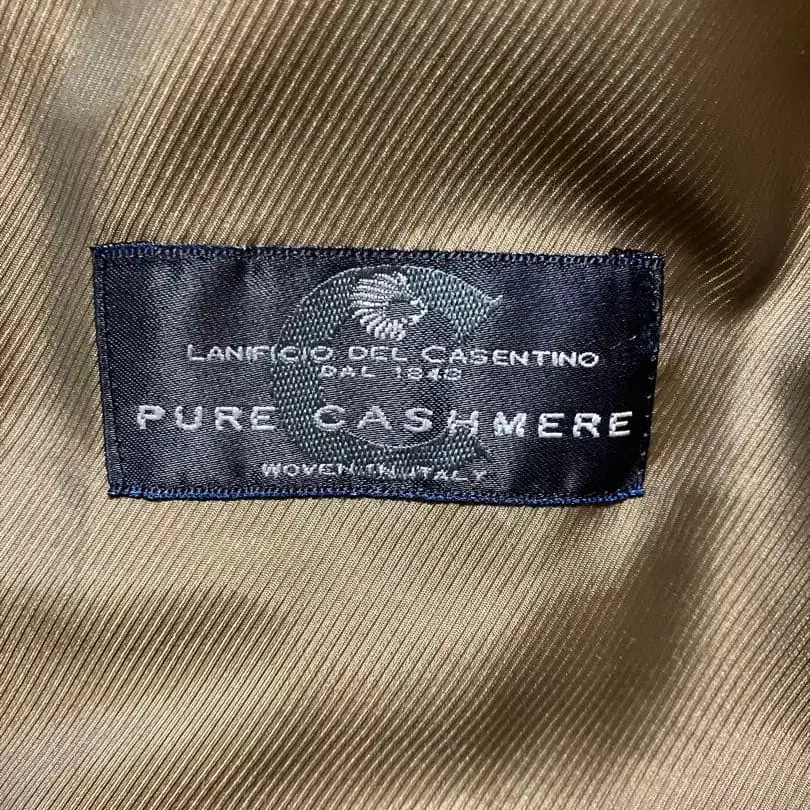 LANIFICIO DEL CASENTINO
DAL 1848
PURE CASHMERE
WOVEN IN ITALY